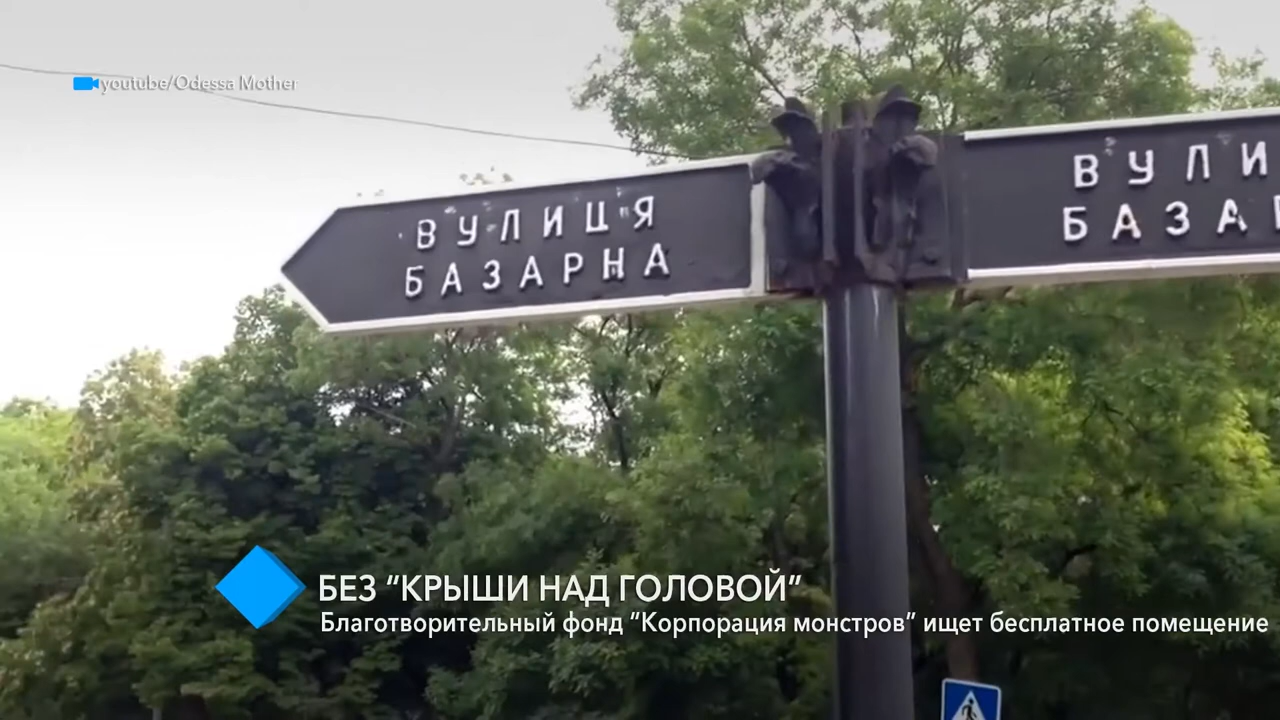 youtube/Odessa Mother
ВУЛИЦЯ
БАЗАРНА
ВУЛИ
БАЗАР
БЕЗ "КРЫШИ НАД ГОЛОВОЙ"
Благотворительный фонд "Корпорация монстров" ищет бесплатное помещение